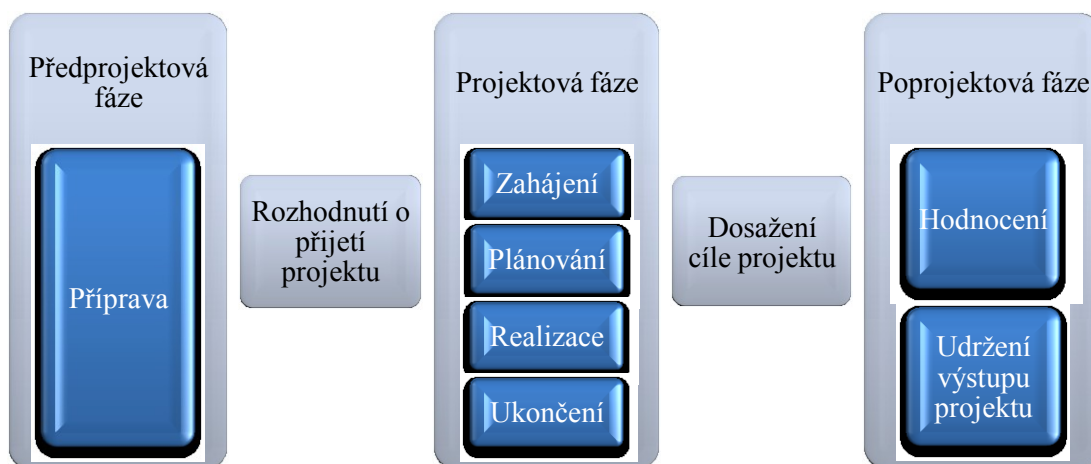 Předprojektová
fáze
Příprava
Rozhodnutí o
přijetí
projektu
Projektová fáze
Zahájení
Plánování
Realizace
Ukončení
Dosažení
cíle projektu
Poprojektová fáze
Hodnocení
Udržení
výstupu
projektu